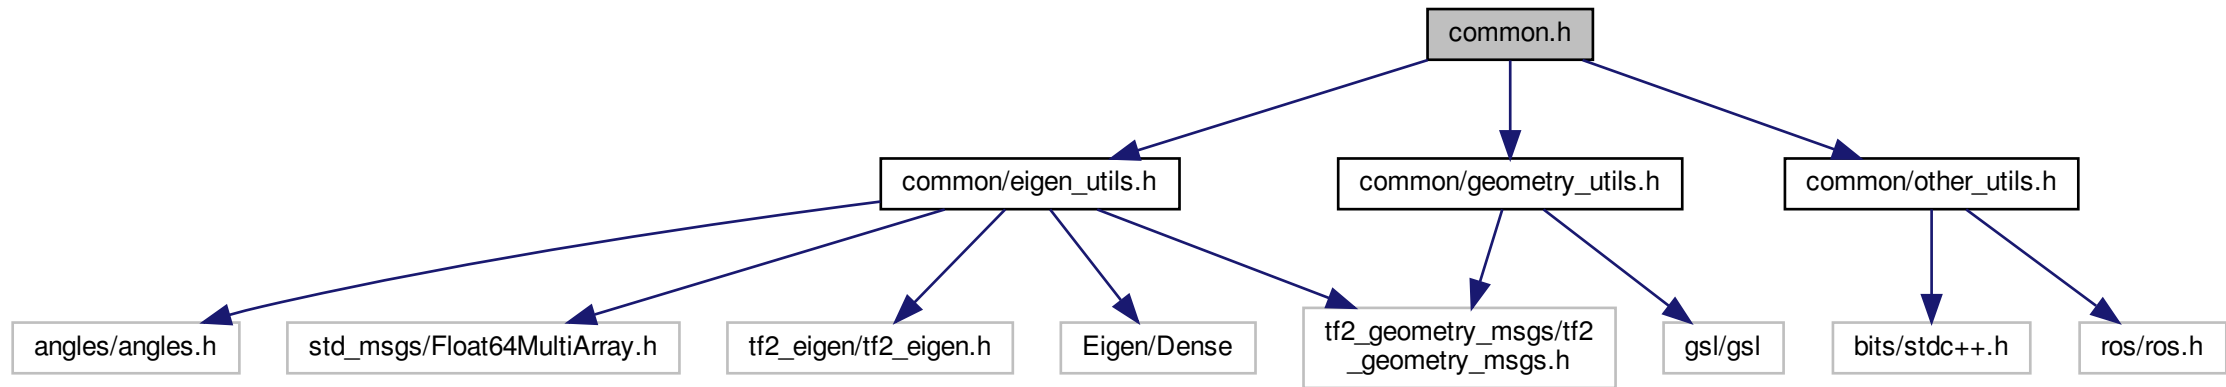 common.h
common/eigen_utils.h
common/geometry_utils.h
common/other_utils.h
angles/angles.h
std_msgs/Float64MultiArray.h
tf2_eigen/tf2_eigen.h
Eigen/Dense
tf2_geometry_msgs/tf2
_geometry_msgs.h
gsl/gsl
bits/stdc++.h
ros/ros.h